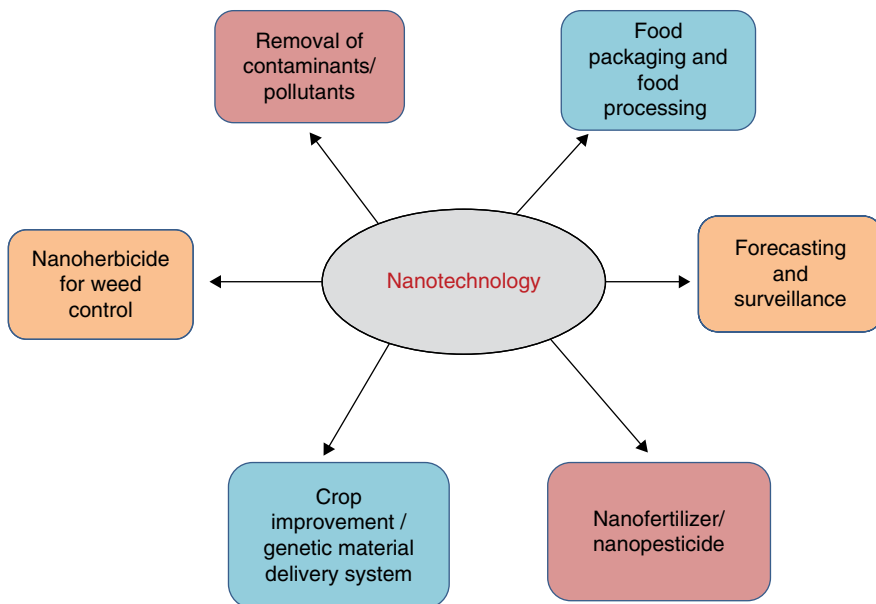 Removal of
contaminants/
pollutants
Food
packaging and
food
processing
Nanoherbicide
for weed
control
Nanotechnology
Forecasting
and
surveillance
Crop
improvement /
genetic material
delivery system
Nanofertilizer/
nanopesticide